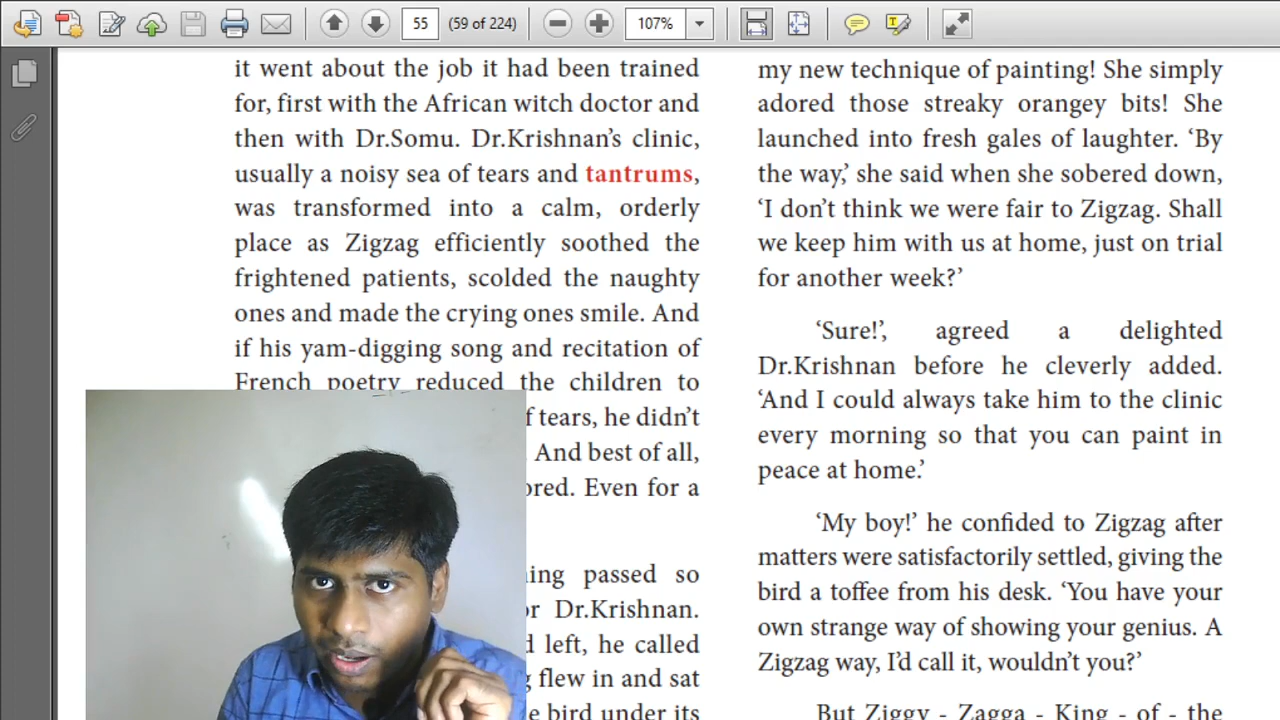 55 (59 of 224) 107%
it went about the job it had been trained
for, first with the African witch doctor and
then with Dr.Somu. Dr.Krishnan’s clinic,
usually a noisy sea of tears and tantrums,
was transformed into a calm, orderly
place as Zigzag efficiently soothed the
frightened patients, scolded the naughty
ones and made the crying ones smile. And
if his yam-digging song and recitation of
French poetry reduced the children to
f tears, he didn’t
And best of all,
ored. Even for a
ing passed so
r Dr.Krishnan.
left, he called
flew in and sat
e bird under its
my new technique of painting! She simply
adored those streaky orangey bits! She
launched into fresh gales of laughter. ‘By
the way,’ she said when she sobered down,
‘I don’t think we were fair to Zigzag. Shall
we keep him with us at home, just on trial
for another week?’
‘Sure!’, agreed a delighted
Dr.Krishnan before he cleverly added.
‘And I could always take him to the clinic
every morning so that you can paint in
peace at home.’
‘My boy!’ he confided to Zigzag after
matters were satisfactorily settled, giving the
bird a toffee from his desk. ‘You have your
own strange way of showing your genius. A
Zigzag way, I’d call it, wouldn’t you?’
But Ziggy - Zagga - King - of - the